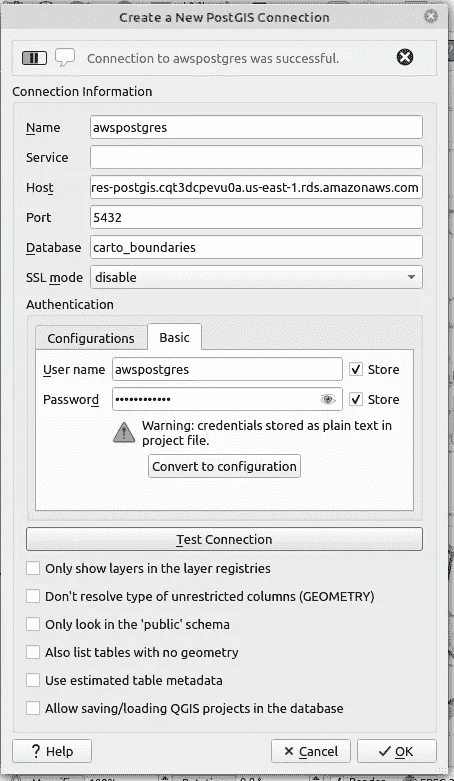 Create a New PostGIS Connection
Connection to awspostgres was successful.
Connection Information
Name awspostgres
Service
Host res-postgis.cqt3dcpevu0a.us-east-1.rds.amazonaws.com
Port 5432
Database carto_boundaries
SSL mode disable
Authentication
Configurations Basic
User name awspostgres Store
Password •••••••••••• Store
Warning: credentials stored as plain text in
project file.
Convert to configuration
Test Connection
Only show layers in the layer registries
Don't resolve type of unrestricted columns (GEOMETRY)
Only look in the 'public' schema
Also list tables with no geometry
Use estimated table metadata
Allow saving/loading QGIS projects in the database
? Help Cancel OK